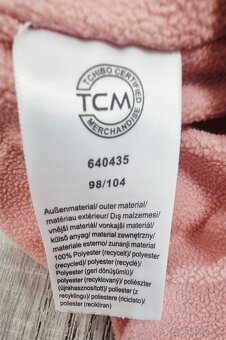 TCHIBO CERTIFIED
TCM
MERCHANDISE
640435
98/104
Außenmaterial/ outer material/
matériau extérieur/ Dış malzemesi/
vnější materiál/ vonkajší materiál/
külső anyag/ materiał zewnętrzny/
materiale esterno/ zunanji material
100% Polyester (recycelt)/ polyester
(recycled)/ polyester (recyclé)/
Polyester (geri dönüşümlü)/
polyester (recyklovaný)/ poliészter
(újrahasznosított)/ poliester (z
recyklingu)/ poliestere (riciclato)/
poliester (recikliran)